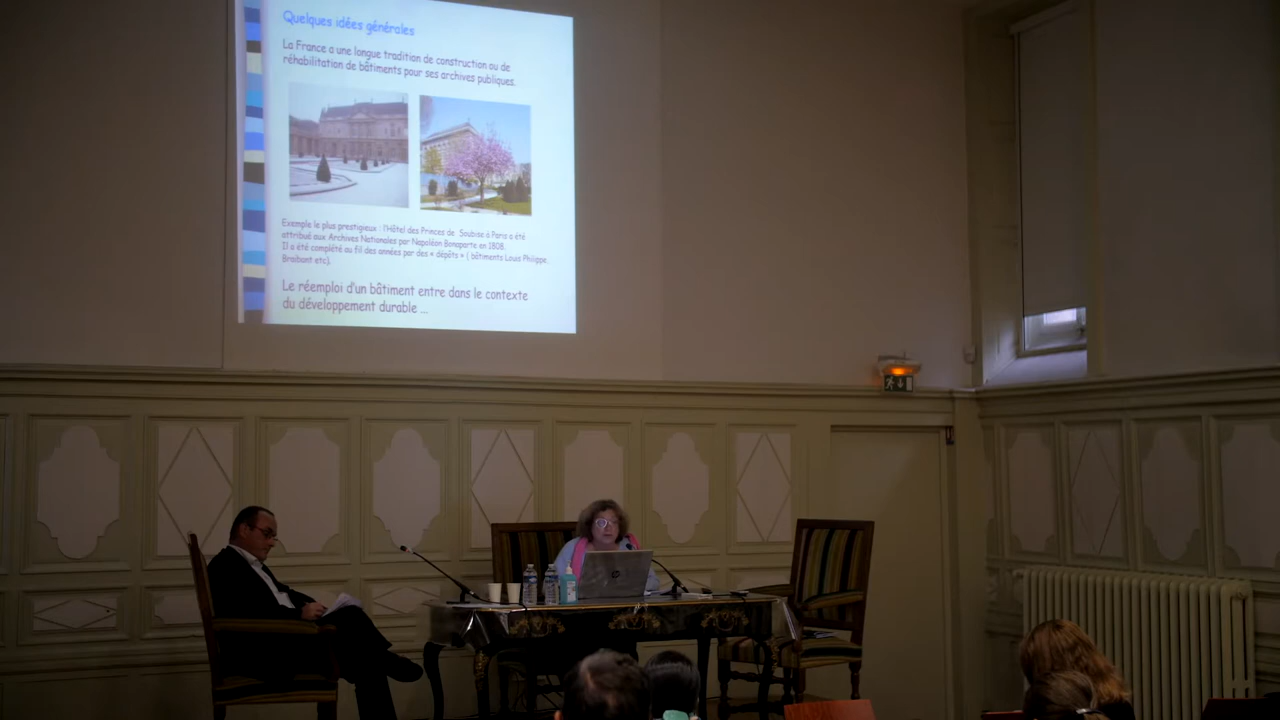 Quelques idées générales
La France a une longue tradition de construction ou de
réhabilitation de bâtiments pour ses archives publiques.
Exemple le plus prestigieux : l'Hôtel des Princes de Soubise à Paris a été
attribué aux Archives Nationales par Napoléon Bonaparte en 1808.
Il a été complété au fil des années par des « dépôts » ( bâtiments Louis Philippe,
Braibant etc).
Le réemploi d'un bâtiment entre dans le contexte
du développement durable ...
hp